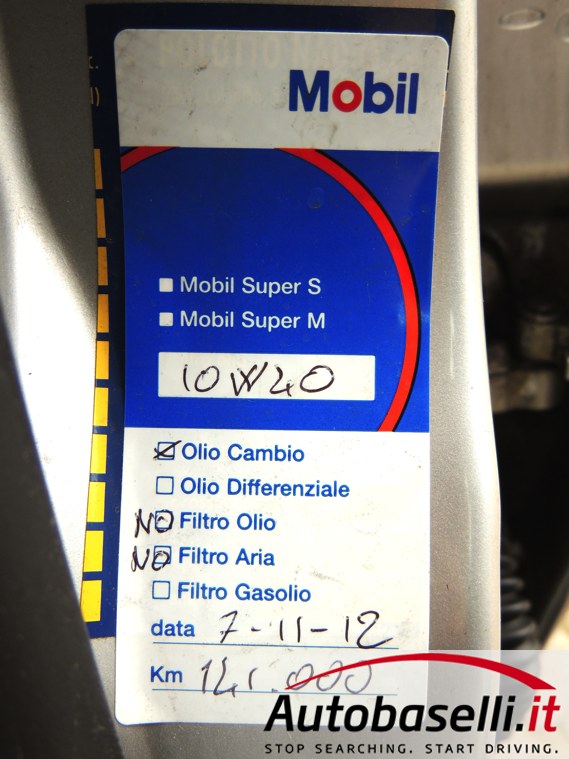 Mobil
Mobil Super S
Mobil Super M
10W40
Olio Cambio
Olio Differenziale
NO Filtro Olio
NO Filtro Aria
Filtro Gasolio
data 7-11-12
Km 141.000
Autobaselli.it
STOP SEARCHING. START DRIVING.